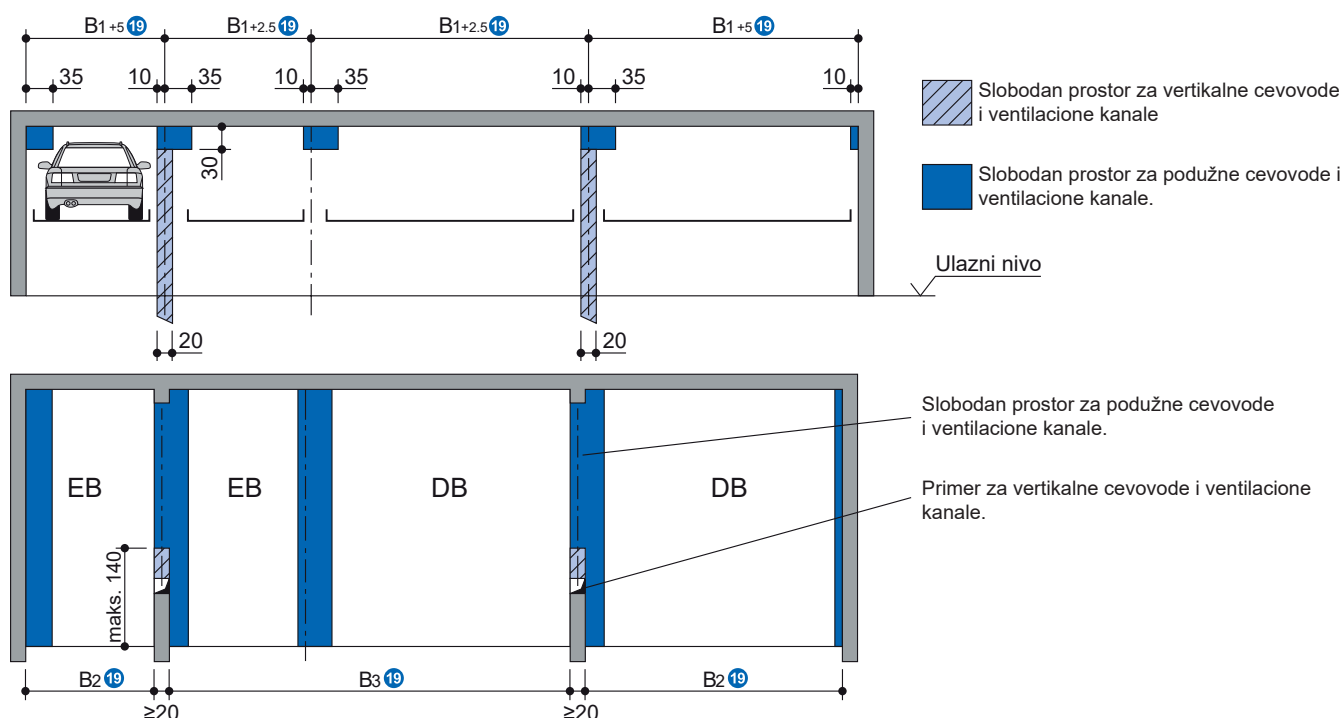 B1+5 19 B1+2.5 19 B1+2.5 19 B1+5 19
35 10 35 10 35 10 35 10
Slobodan prostor za vertikalne cevovode
i ventilacione kanale
30
Slobodan prostor za podužne cevovode i
ventilacione kanale.
Ulazni nivo
20 20
Slobodan prostor za podužne cevovode
i ventilacione kanale.
EB EB DB DB
Primer za vertikalne cevovode i ventilacione
kanale.
maks. 140
B2 19 B3 19 B2 19
≥20 ≥20